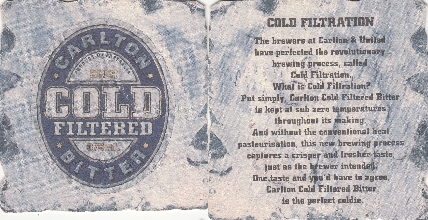 CARLTON
COLD
FILTERED
BITTER
COLD FILTRATION
The brewers at Carlton & United
have perfected the revolutionary
brewing process, called
Cold Filtration.
What is Cold Filtration?
Put simply, Carlton Cold Filtered Bitter
is kept at sub zero temperatures
throughout its making.
And without the conventional heat
pasteurisation, this new brewing process
captures a crisper and fresher taste,
just as the brewer intended.
One taste and you'd have to agree,
Carlton Cold Filtered Bitter
is the perfect coldie.